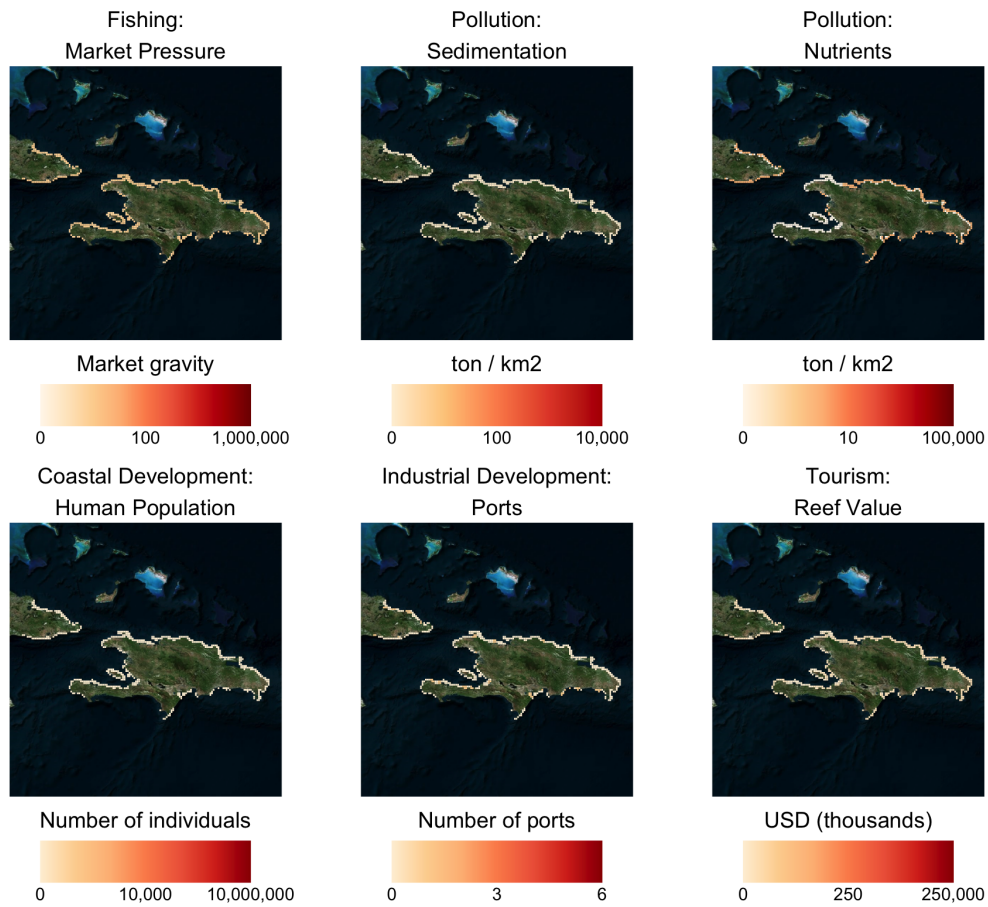 Fishing:
Market Pressure
Pollution:
Sedimentation
Pollution:
Nutrients
Market gravity
0 100 1,000,000
ton / km2
0 100 10,000
ton / km2
0 10 100,000
Coastal Development:
Human Population
Industrial Development:
Ports
Tourism:
Reef Value
Number of individuals
0 10,000 10,000,000
Number of ports
0 3 6
USD (thousands)
0 250 250,000